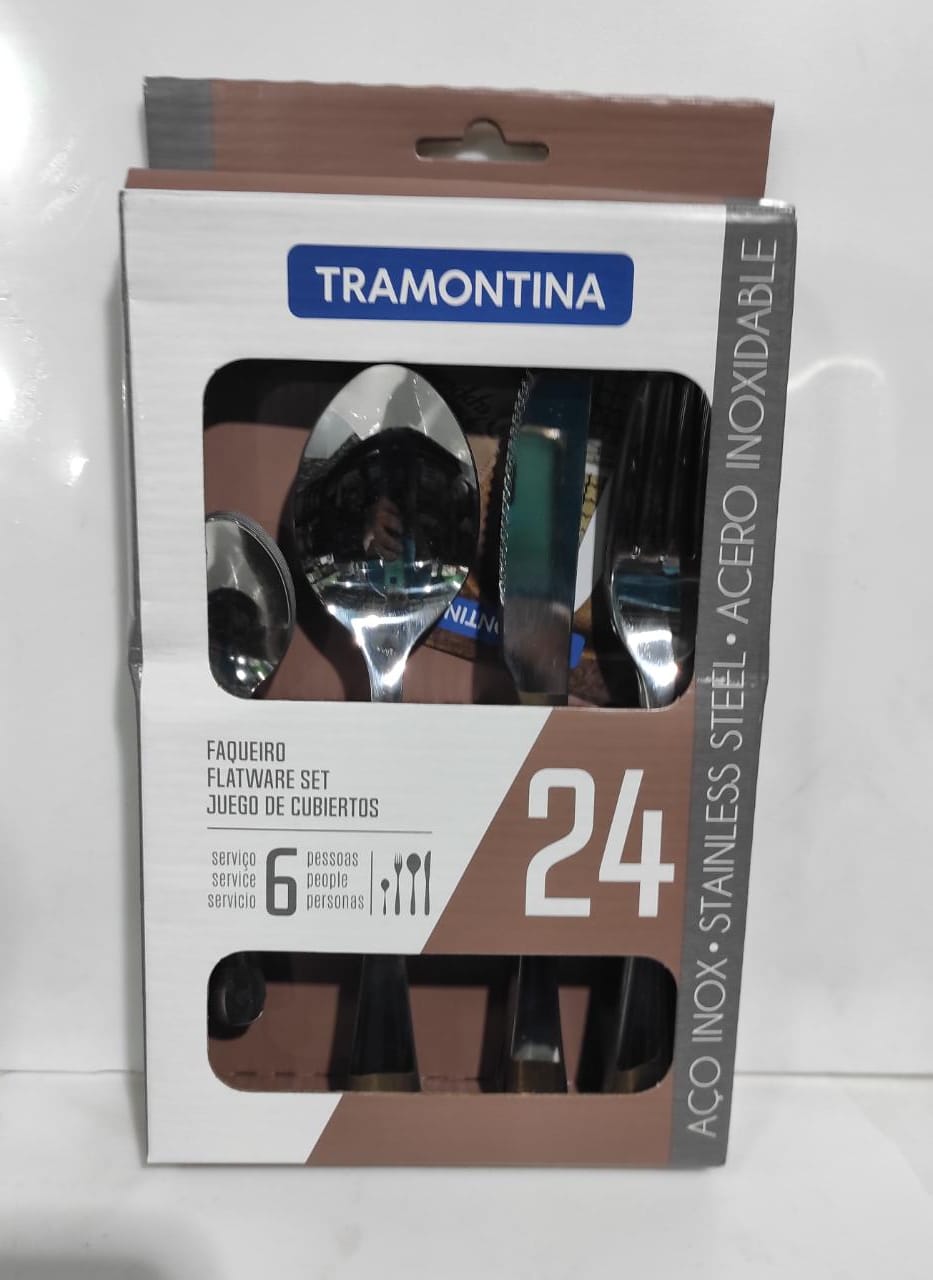 TRAMONTINA
FAQUEIRO
FLATWARE SET
JUEGO DE CUBIERTOS
serviço
service
servicio
6
pessoas
people
personas
24
AÇO INOX • STAINLESS STEEL • ACERO INOXIDABLE